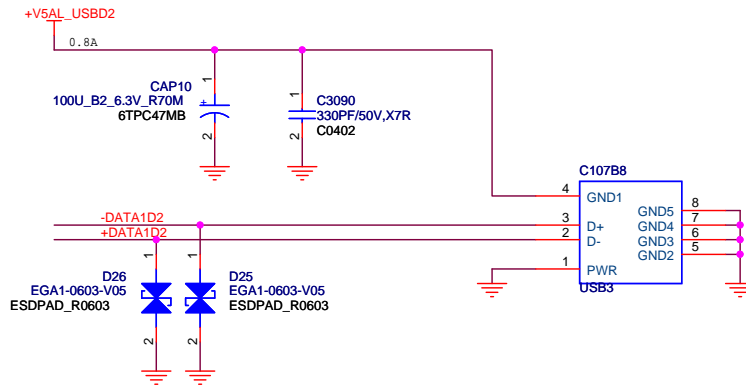 +V5AL_USBD2
0.8A
CAP10
100U_B2_6.3V_R70M
6TPC47MB
1
+
2
C3090
330PF/50V,X7R
C0402
1
2
C107B8
4
GND1
8
GND5
-DATA1D2
3
D+
7
GND4
+DATA1D2
2
D-
6
GND3
5
GND2
1
PWR
USB3
D26
EGA1-0603-V05
ESDPAD_R0603
1
2
D25
EGA1-0603-V05
ESDPAD_R0603
1
2